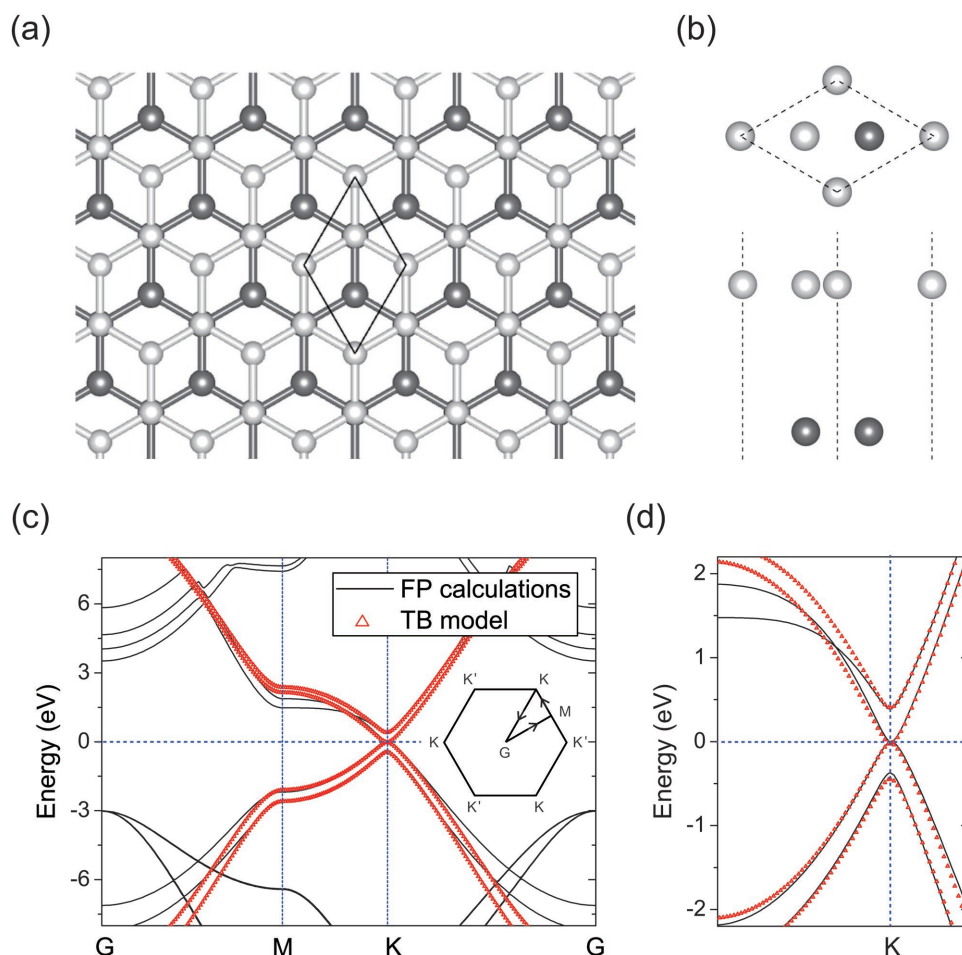 (a)
(b)
(c)
FP calculations
TB model
K'
K
M
K
G
K'
K'
K
Energy (eV)
6
3
0
-3
-6
G
M
K
G
(d)
Energy (eV)
2
1
0
-1
-2
K